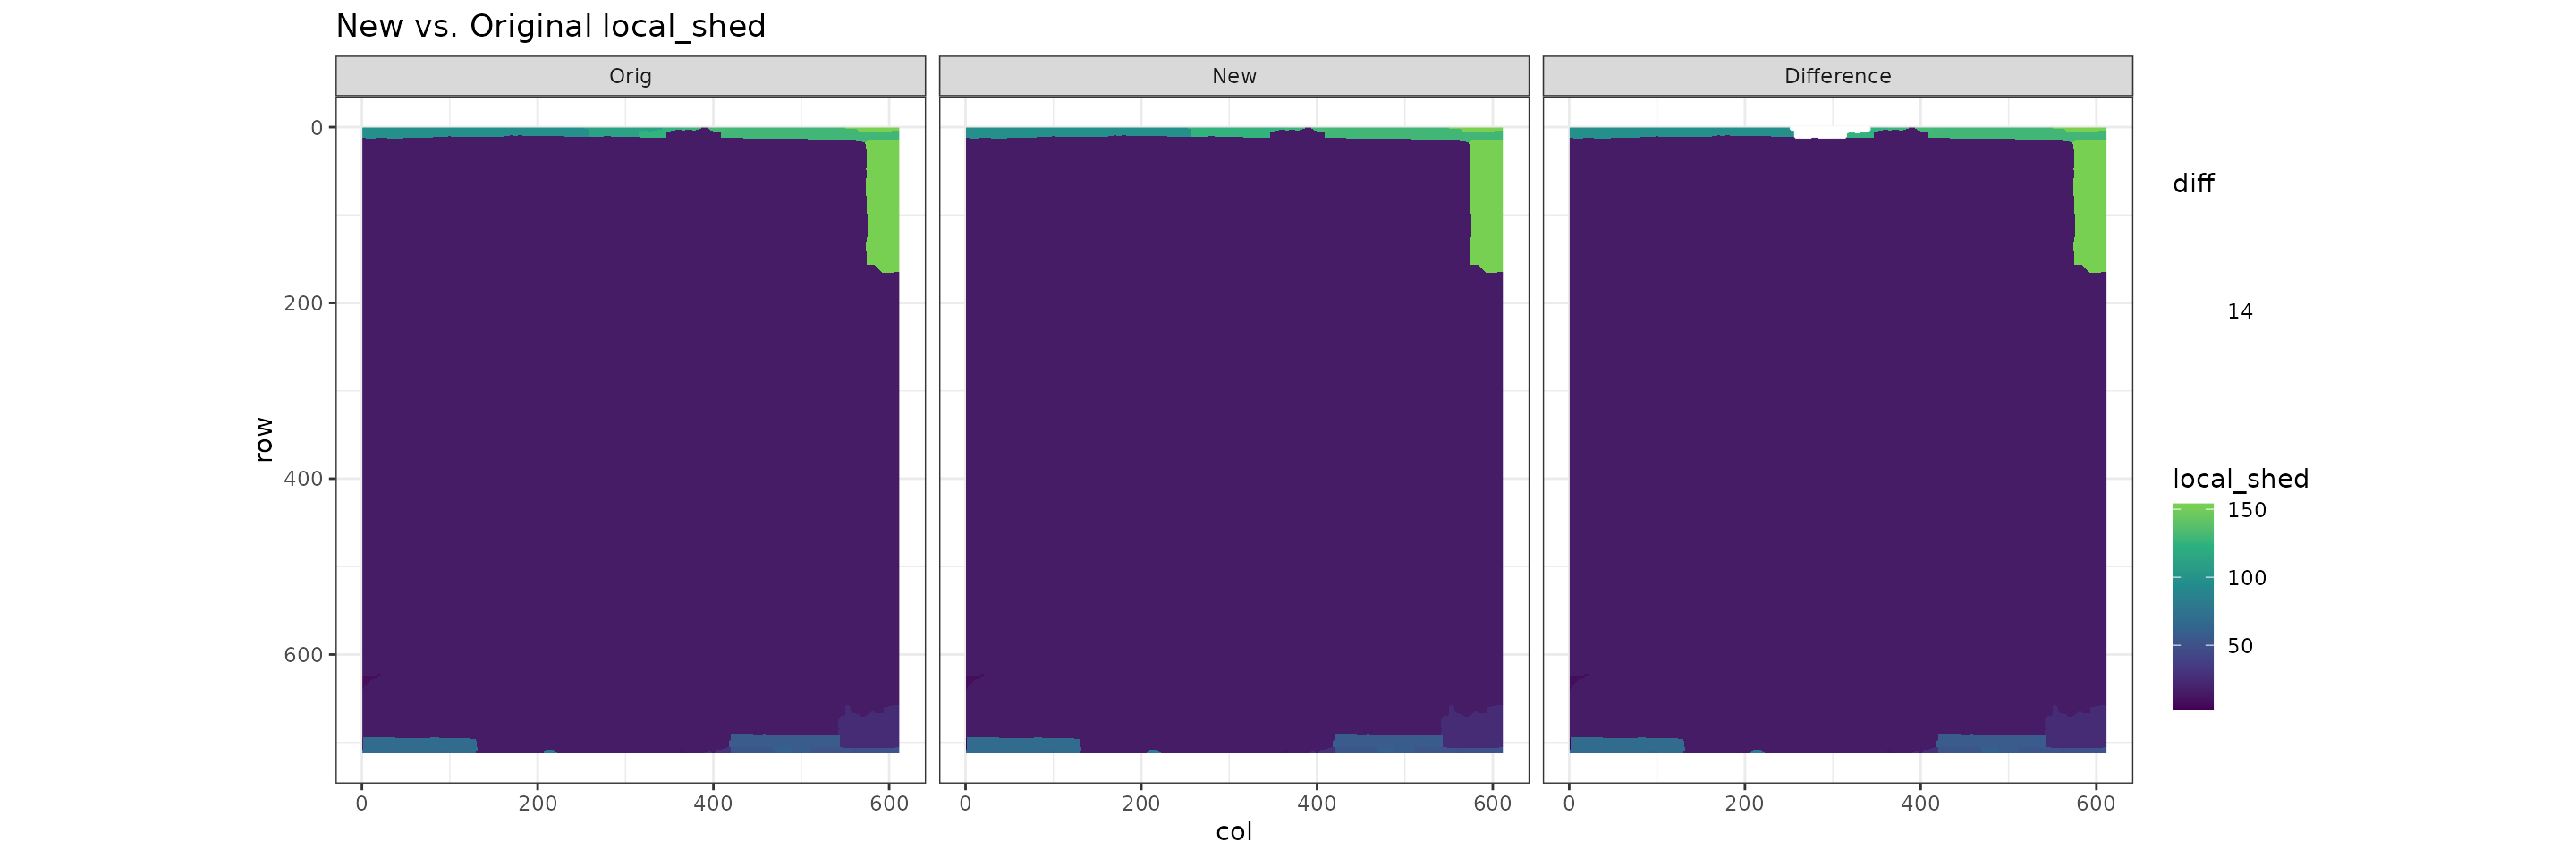 New vs. Original local_shed
Orig New Difference
0
200
400
600
row
0 200 400 600 0 200 400 600 0 200 400 600
col
diff
14
local_shed
150
100
50